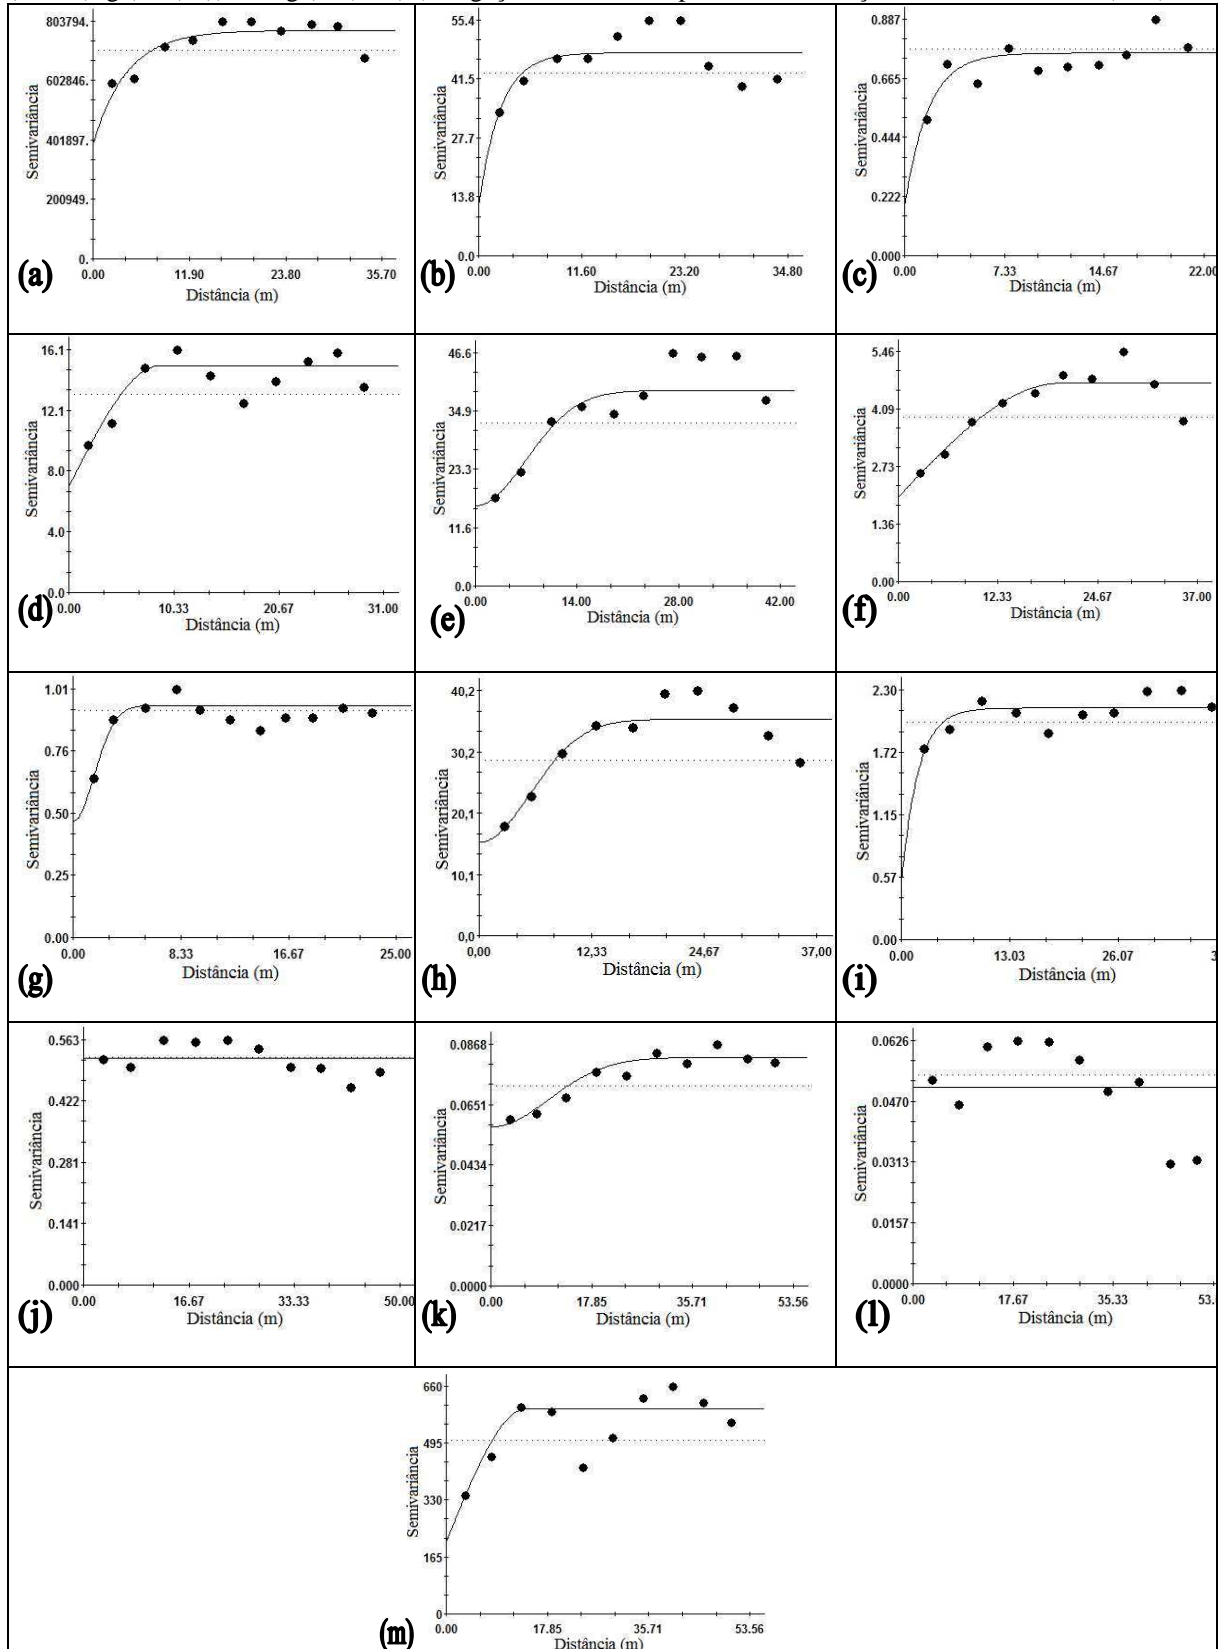 803794.
602846.
401897.
200949.
0.
Semivariância
0.00 11.90 23.80 35.70
Distância (m)
(a)
55.4
41.5
27.7
13.8
0.0
Semivariância
0.00 11.60 23.20 34.80
Distância (m)
(b)
0.887
0.665
0.444
0.222
0.000
Semivariância
0.00 7.33 14.67 22.00
Distância (m)
(c)
16.1
12.1
8.0
4.0
0.0
Semivariância
0.00 10.33 20.67 31.00
Distância (m)
(d)
46.6
34.9
23.3
11.6
0.0
Semivariância
0.00 14.00 28.00 42.00
Distância (m)
(e)
5.46
4.09
2.73
1.36
0.00
Semivariância
0.00 12.33 24.67 37.00
Distância (m)
(f)
1.01
0.76
0.50
0.25
0.00
Semivariância
0.00 8.33 16.67 25.00
Distância (m)
(g)
40,2
30,2
20,1
10,1
0,0
Semivariância
0,00 12,33 24,67 37,00
Distância (m)
(h)
2.30
1.72
1.15
0.57
0.00
Semivariância
0.00 13.03 26.07 3
Distância (m)
(i)
0.563
0.422
0.281
0.141
0.000
Semivariância
0.00 16.67 33.33 50.00
Distância (m)
(j)
0.0868
0.0651
0.0434
0.0217
0.0000
Semivariância
0.00 17.85 35.71 53.56
Distância (m)
(k)
0.0626
0.0470
0.0313
0.0157
0.0000
Semivariância
0.00 17.67 35.33 53.
Distância (m)
(l)
660
495
330
165
0
Semivariância
0.00 17.85 35.71 53.56
Distância (m)
(m)